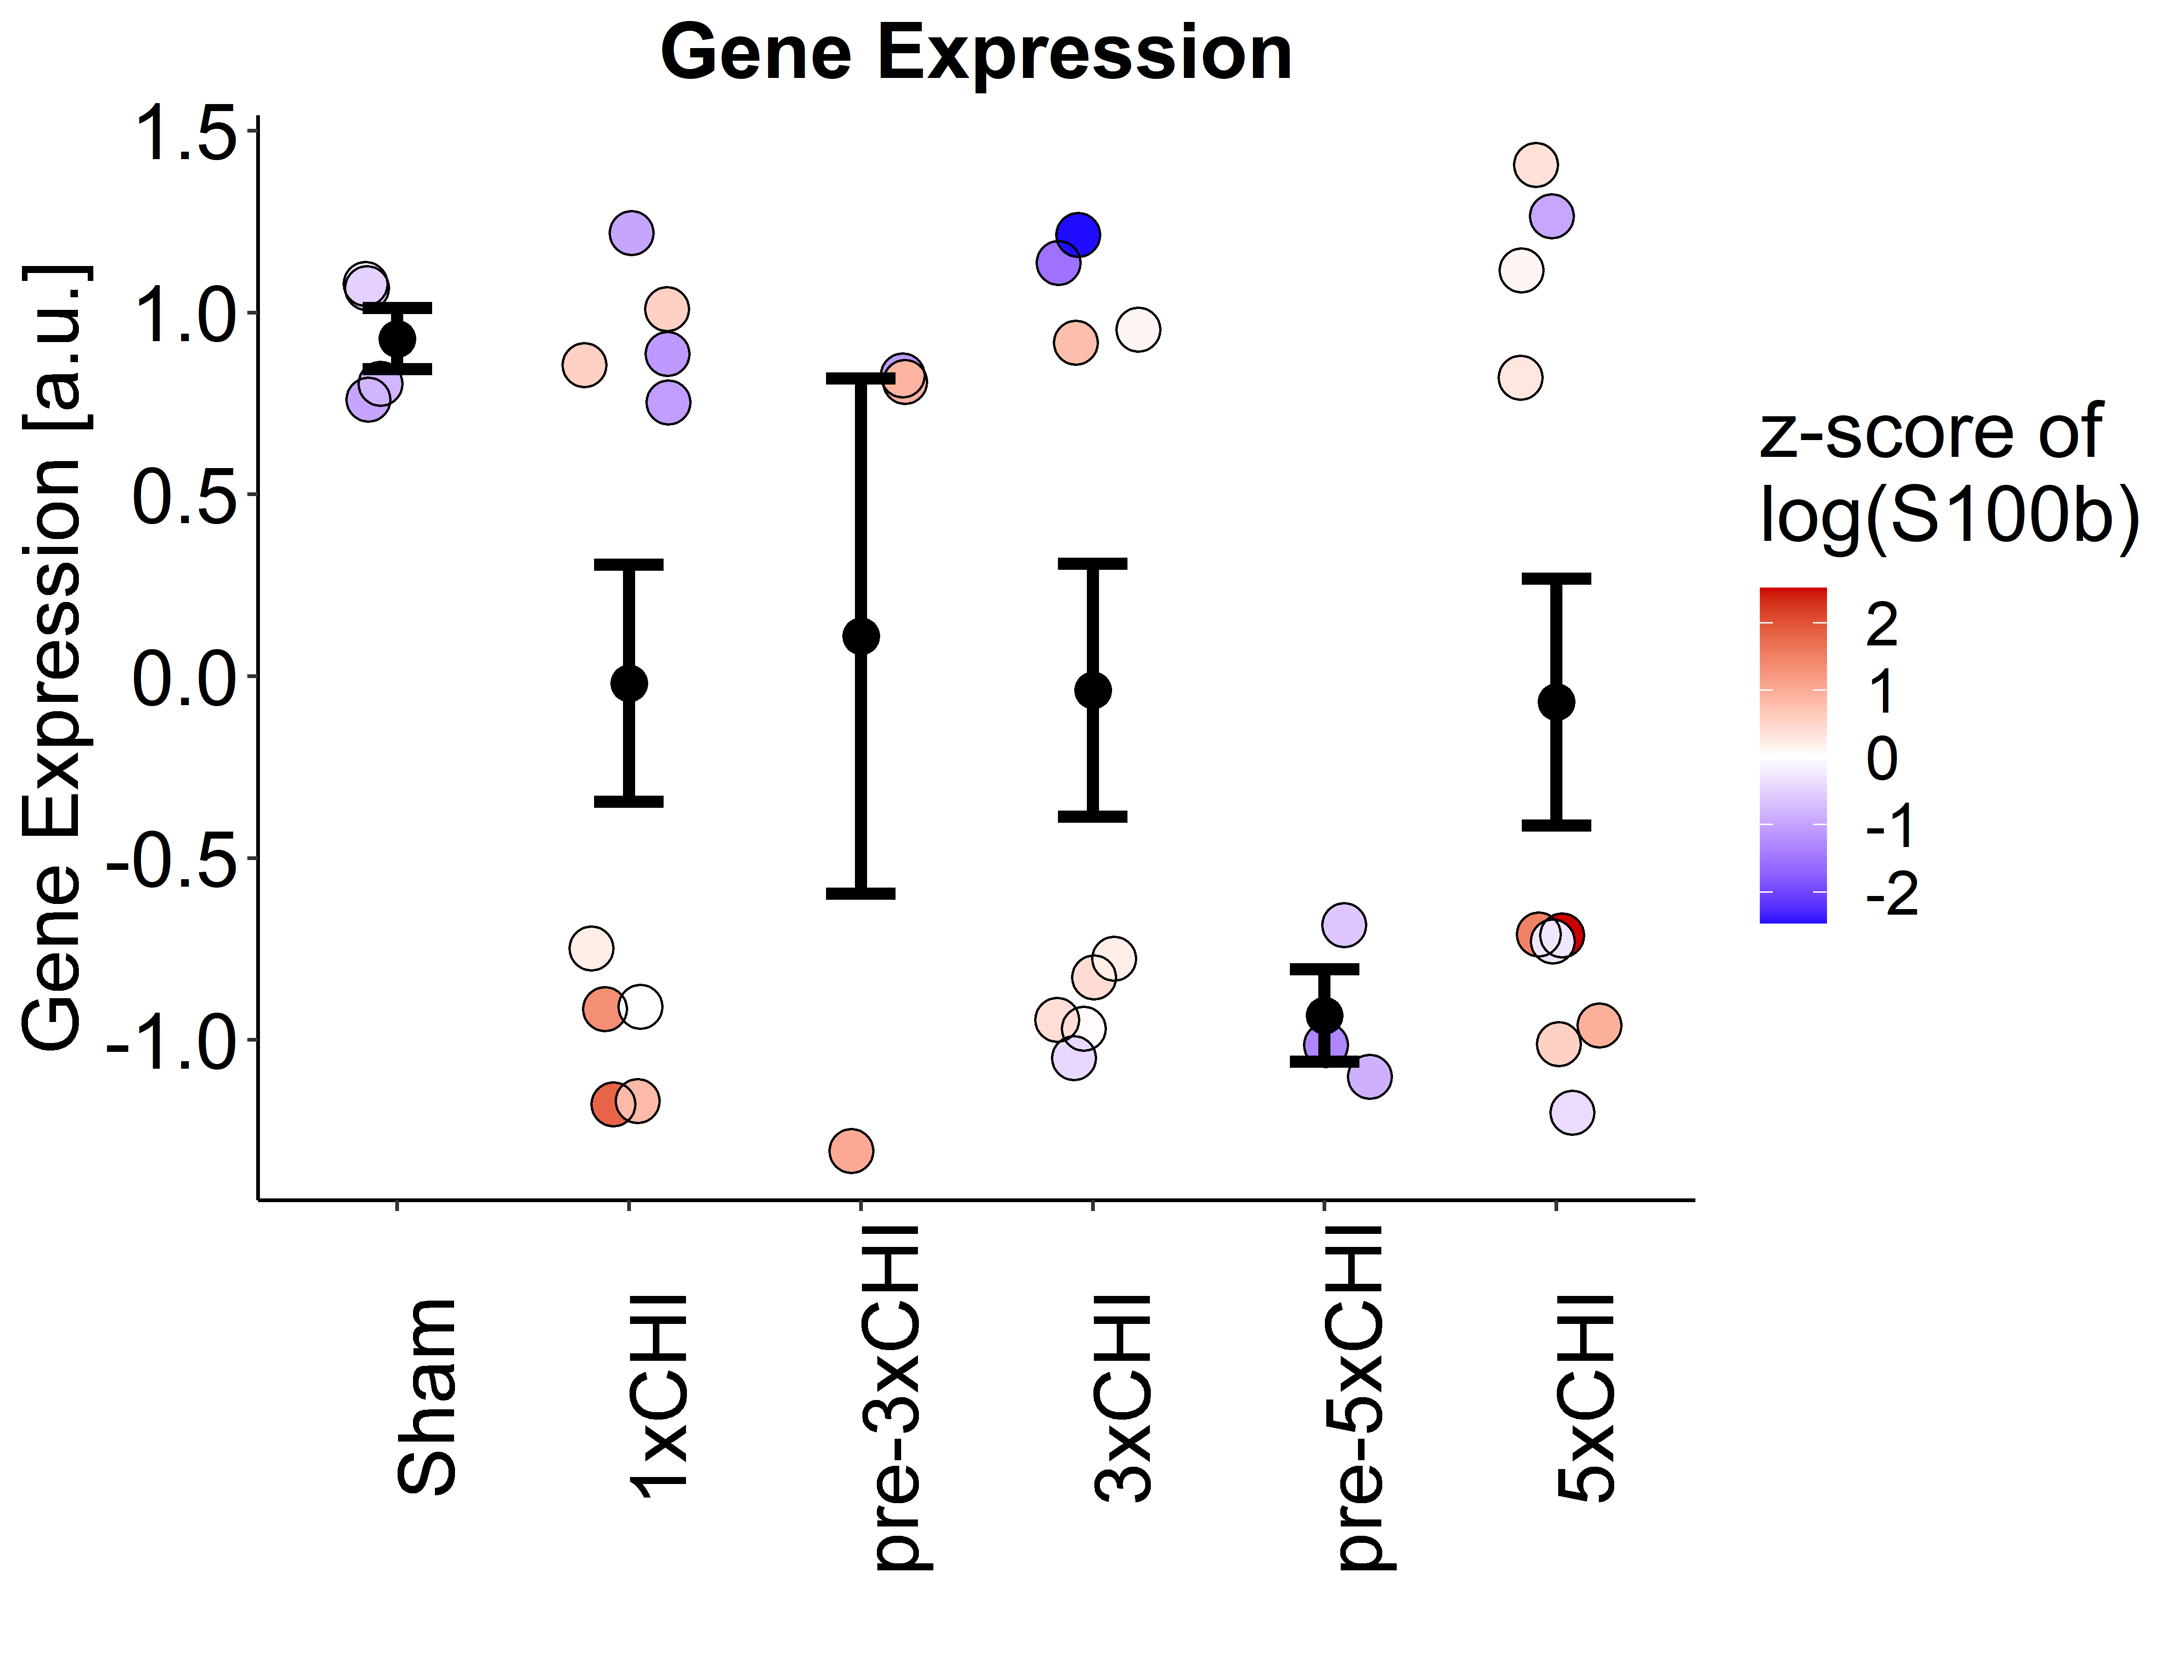 Gene Expression
Gene Expression [a.u.]
1.5
1.0
0.5
0.0
-0.5
-1.0
Sham
1xCHI
pre-3xCHI
3xCHI
pre-5xCHI
5xCHI
z-score of
log(S100b)
2
1
0
-1
-2